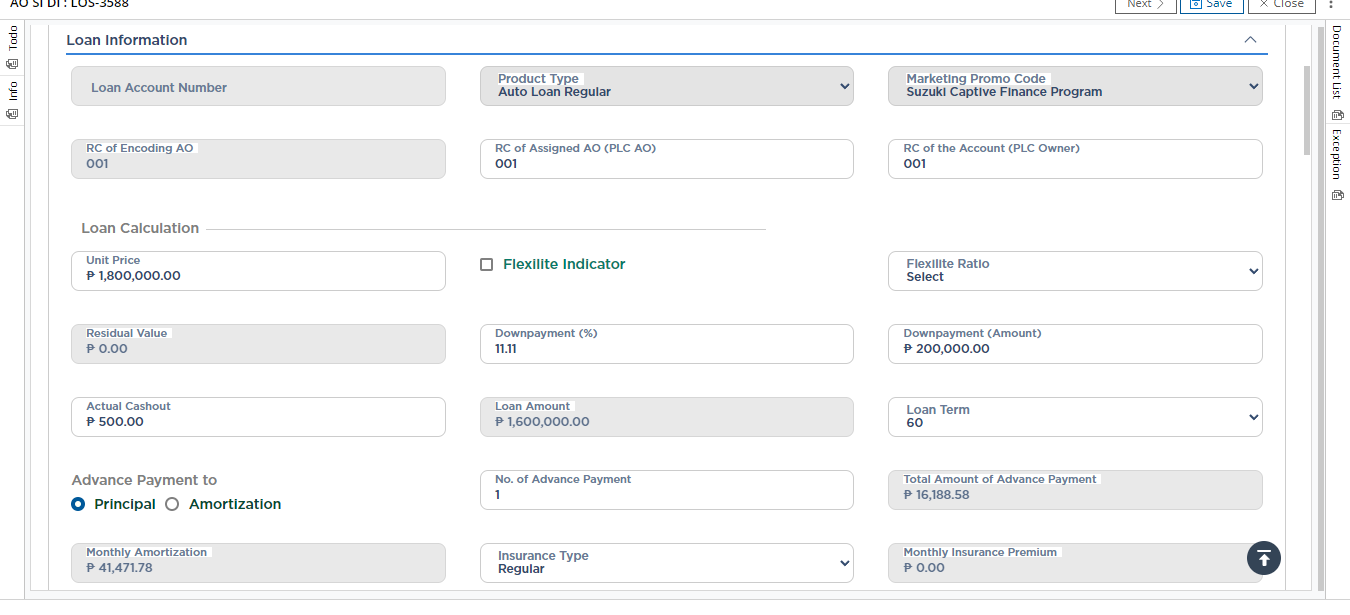 AO SI DI : LOS-3588
Next
Save
Close
Todo
Info
Document List
Exception
Loan Information
Loan Account Number
Product Type
Auto Loan Regular
Marketing Promo Code
Suzuki Captive Finance Program
RC of Encoding AO
001
RC of Assigned AO (PLC AO)
001
RC of the Account (PLC Owner)
001
Loan Calculation
Unit Price
₱ 1,800,000.00
Flexilite Indicator
Flexilite Ratio
Select
Residual Value
₱ 0.00
Downpayment (%)
11.11
Downpayment (Amount)
₱ 200,000.00
Actual Cashout
₱ 500.00
Loan Amount
₱ 1,600,000.00
Loan Term
60
Advance Payment to
Principal
Amortization
No. of Advance Payment
1
Total Amount of Advance Payment
₱ 16,188.58
Monthly Amortization
₱ 41,471.78
Insurance Type
Regular
Monthly Insurance Premium
₱ 0.00